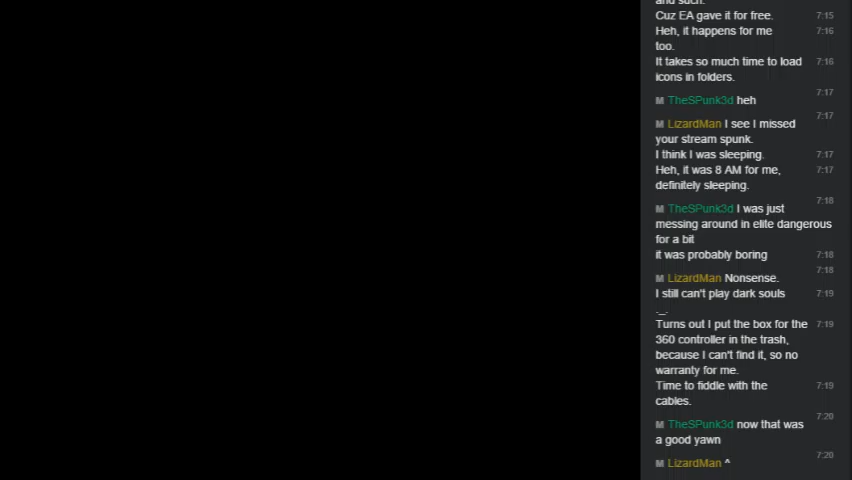 and such.
Cuz EA gave it for free. 7:15
Heh, it happens for me 7:16
too.
It takes so much time to load 7:16
icons in folders.
7:17
M TheSPunk3d heh
7:17
M LizardMan I see I missed
your stream spunk.
I think I was sleeping. 7:17
Heh, it was 8 AM for me, 7:17
definitely sleeping.
7:18
M TheSPunk3d I was just
messing around in elite dangerous
for a bit
it was probably boring 7:18
7:18
M LizardMan Nonsense.
I still can't play dark souls 7:19
._.
Turns out I put the box for the 7:19
360 controller in the trash,
because I can't find it, so no
warranty for me.
Time to fiddle with the 7:19
cables.
7:20
M TheSPunk3d now that was
a good yawn
7:20
M LizardMan ^